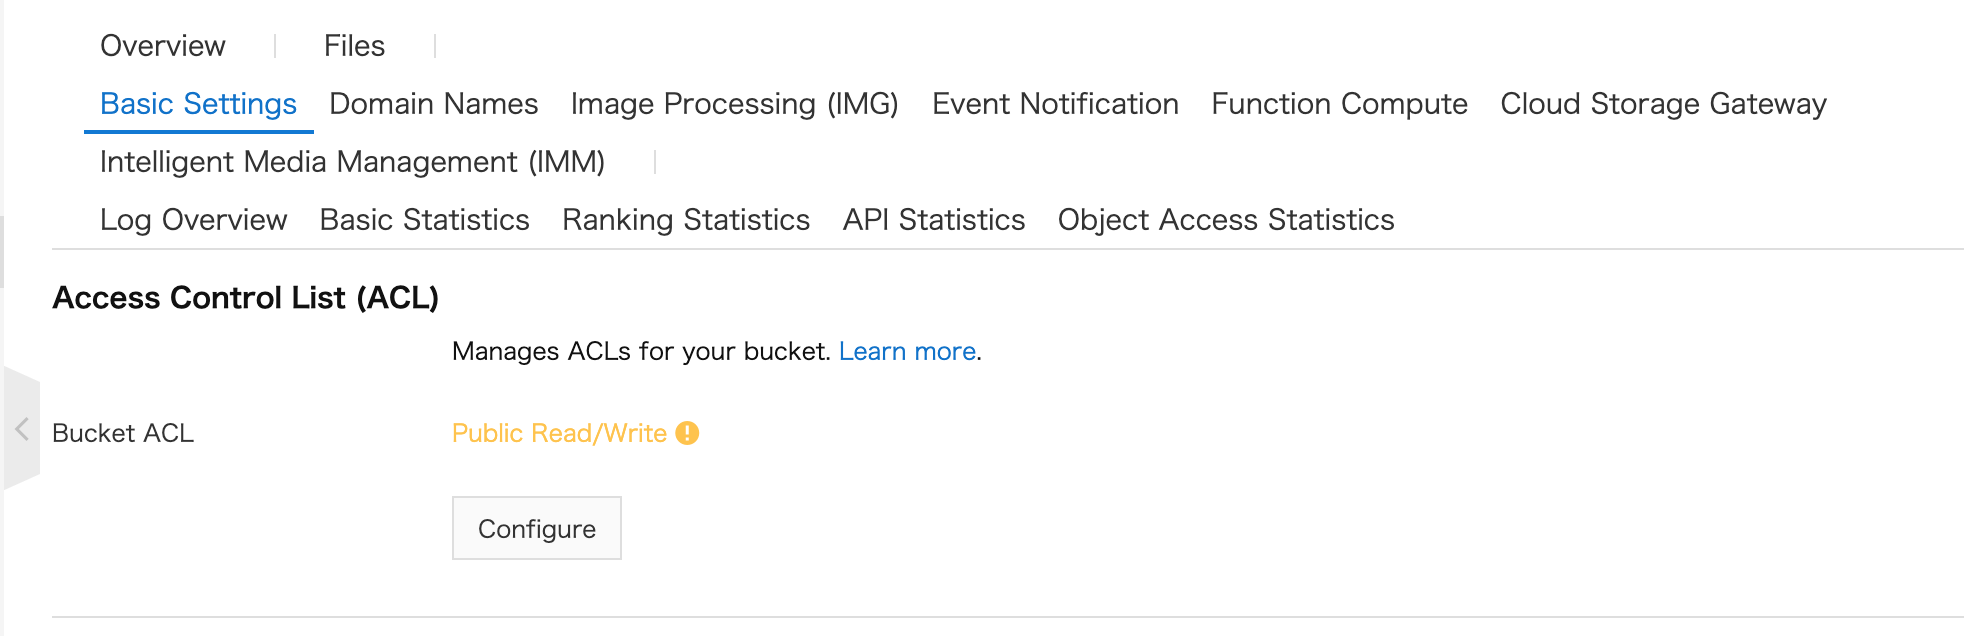 Overview Files
Basic Settings Domain Names Image Processing (IMG) Event Notification Function Compute Cloud Storage Gateway
Intelligent Media Management (IMM)
Log Overview Basic Statistics Ranking Statistics API Statistics Object Access Statistics
Access Control List (ACL)
Manages ACLs for your bucket. Learn more.
Bucket ACL Public Read/Write
Configure